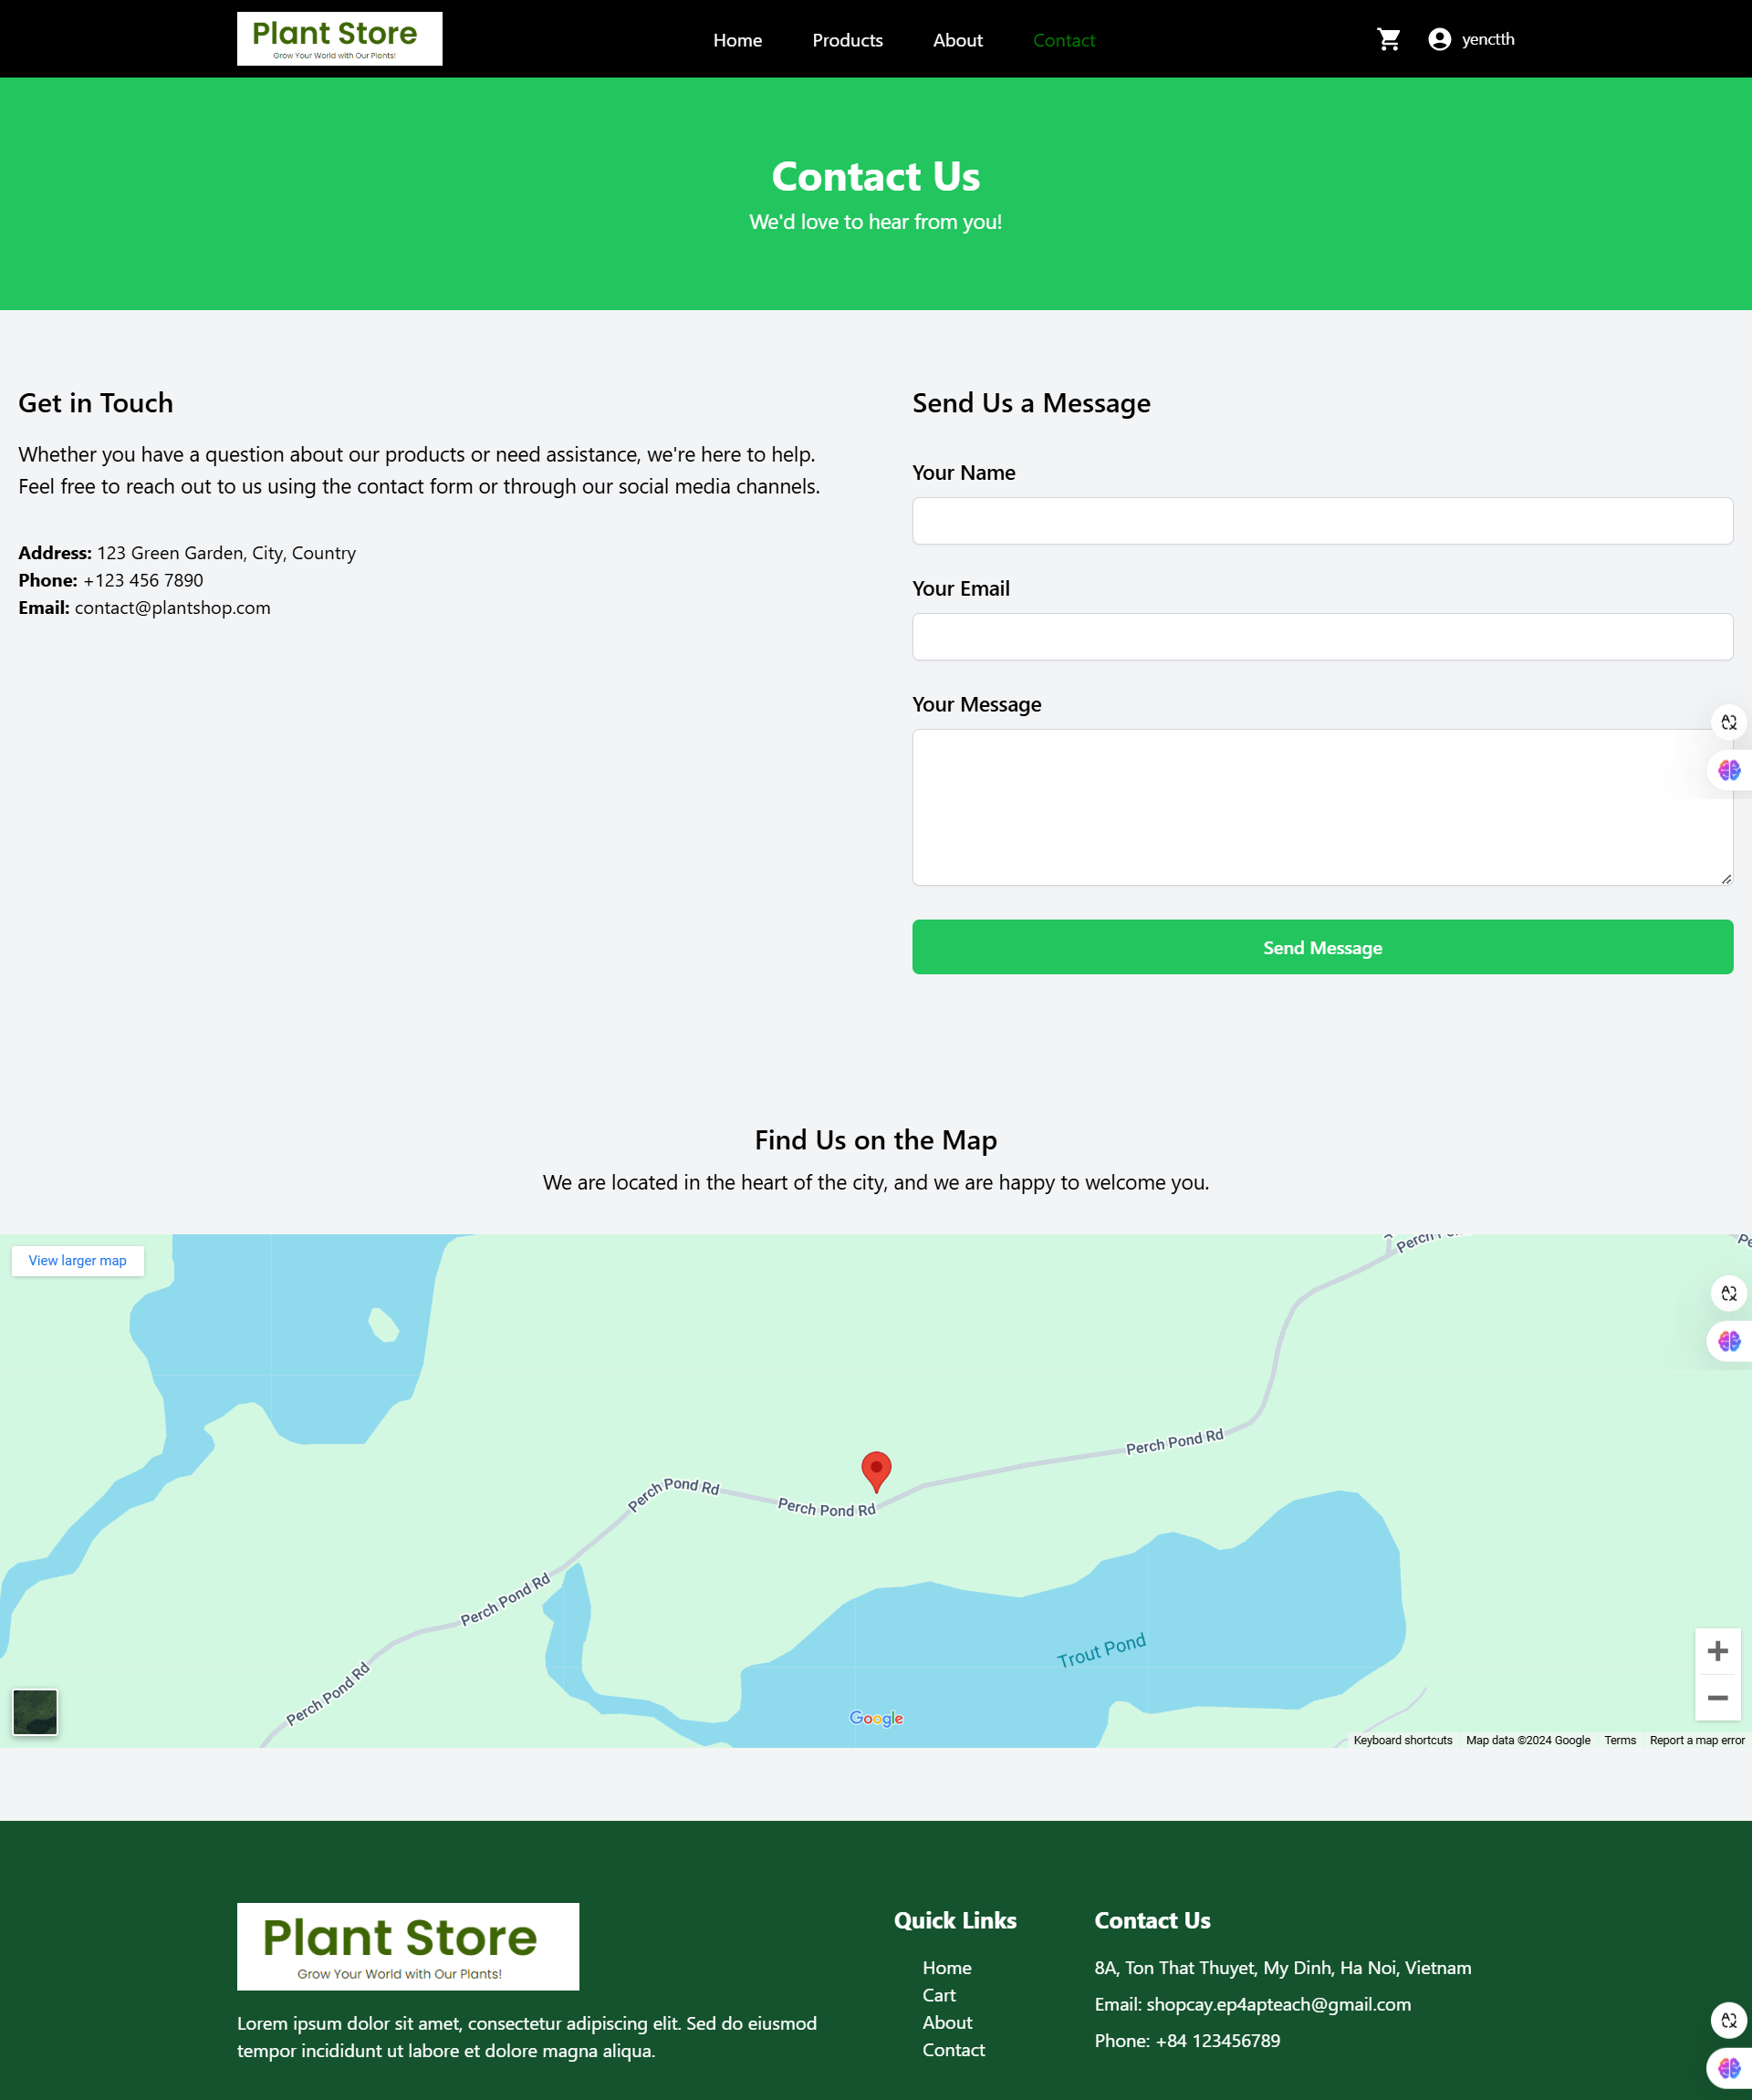 Plant Store
Grow Your World with Our Plants!
Home
Products
About
Contact
yenctth
Contact Us
We'd love to hear from you!
Get in Touch
Whether you have a question about our products or need assistance, we're here to help.
Feel free to reach out to us using the contact form or through our social media channels.
Address: 123 Green Garden, City, Country
Phone: +123 456 7890
Email: contact@plantshop.com
Send Us a Message
Your Name
Your Email
Your Message
Send Message
Find Us on the Map
We are located in the heart of the city, and we are happy to welcome you.
View larger map
Perch Pond Rd
Perch Pond Rd
Perch Pond Rd
Perch Pond Rd
Perch Pond Rd
Trout Pond
Google
Keyboard shortcuts
Map data ©2024 Google
Terms
Report a map error
Plant Store
Grow Your World with Our Plants!
Lorem ipsum dolor sit amet, consectetur adipiscing elit. Sed do eiusmod
tempor incididunt ut labore et dolore magna aliqua.
Quick Links
Home
Cart
About
Contact
Contact Us
8A, Ton That Thuyet, My Dinh, Ha Noi, Vietnam
Email: shopcay.ep4apteach@gmail.com
Phone: +84 123456789